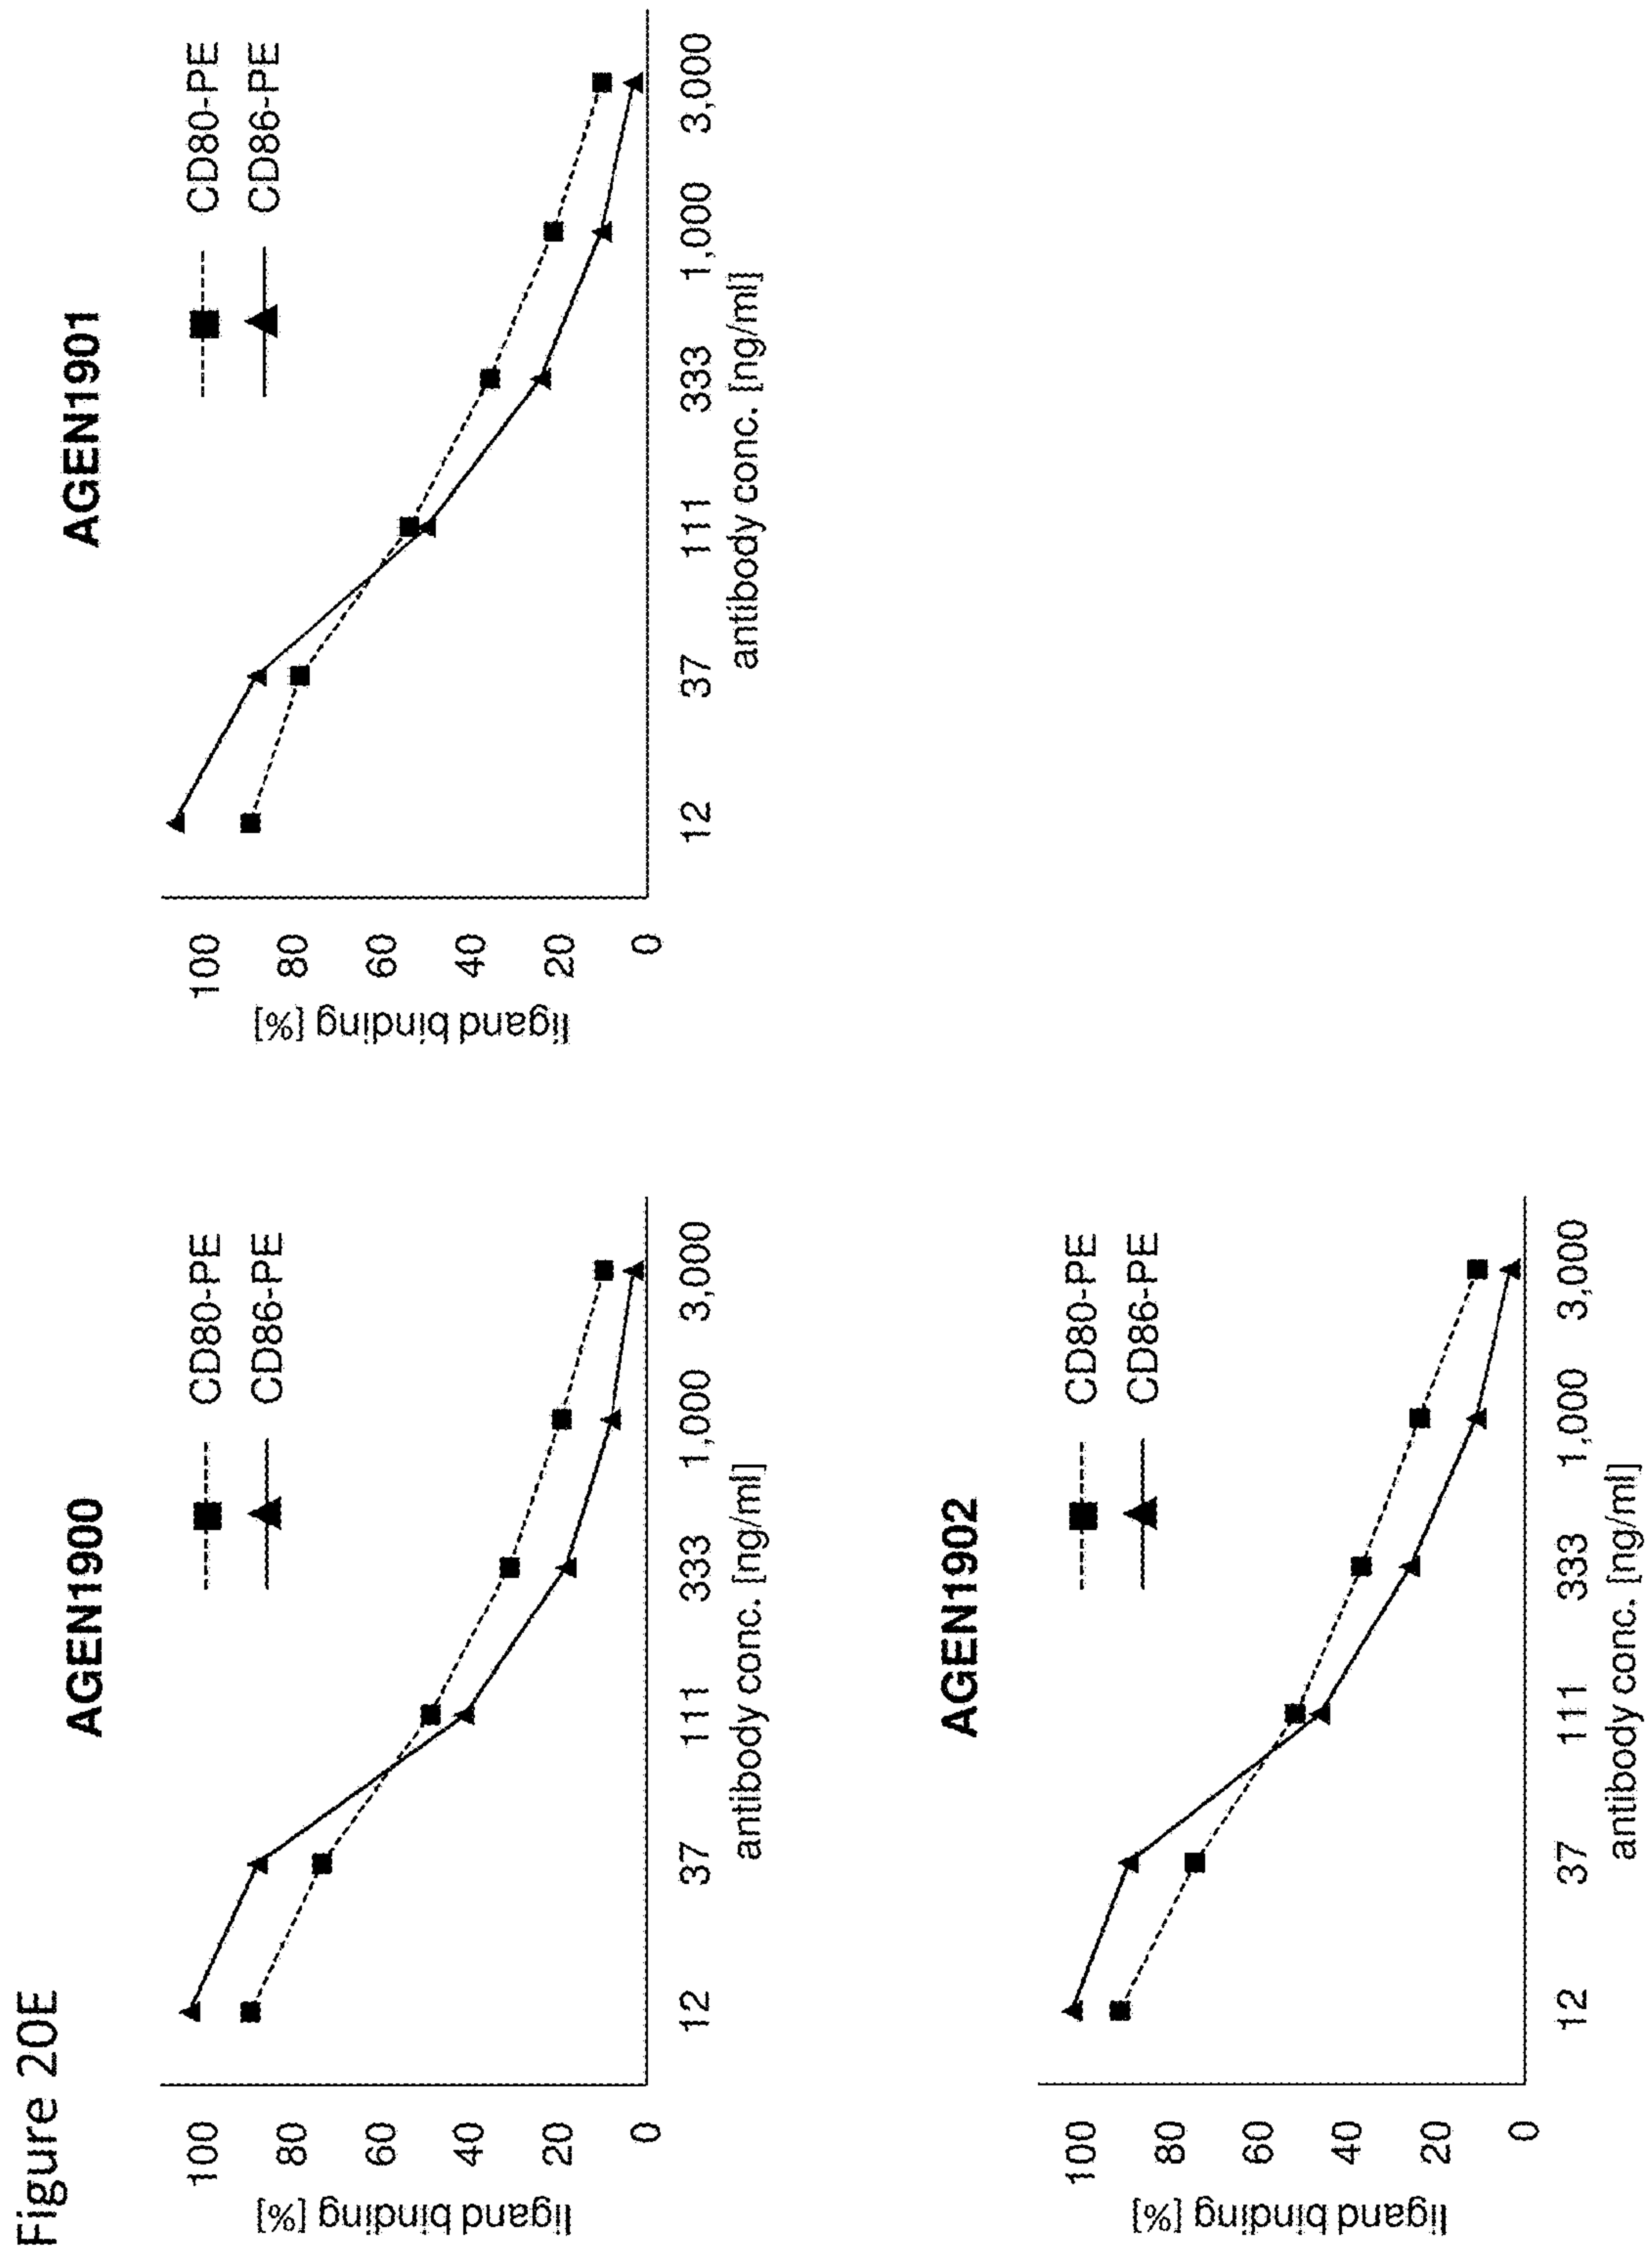 Figure 20E
AGEN1900
CD80-PE
CD86-PE
ligand binding [%]
100
80
60
40
20
0
12 37 111 333 1,000 3,000
antibody conc. [ng/ml]
AGEN1901
CD80-PE
CD86-PE
ligand binding [%]
100
80
60
40
20
0
12 37 111 333 1,000 3,000
antibody conc. [ng/ml]
AGEN1902
CD80-PE
CD86-PE
ligand binding [%]
100
80
60
40
20
0
12 37 111 333 1,000 3,000
antibody conc. [ng/ml]